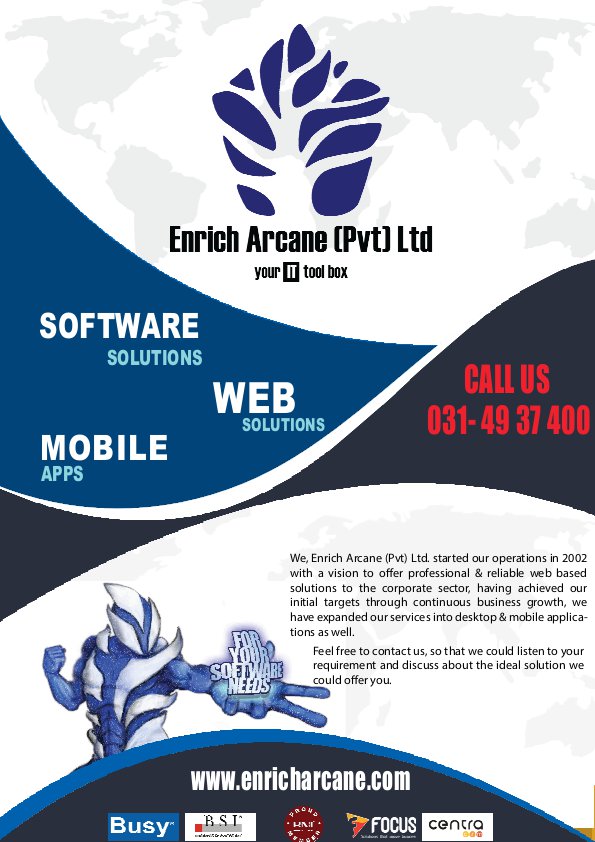 Enrich Arcane (Pvt) Ltd
your IT tool box
SOFTWARE
SOLUTIONS
WEB
SOLUTIONS
MOBILE
APPS
CALL US
031- 49 37 400
We, Enrich Arcane (Pvt) Ltd. started our operations in 2002
with a vision to offer professional & reliable web based
solutions to the corporate sector, having achieved our
initial targets through continuous business growth, we
have expanded our services into desktop & mobile applica-
tions as well.
Feel free to contact us, so that we could listen to your
requirement and discuss about the ideal solution we
could offer you.
FOR
YOUR
SOFTWARE
NEEDS
www.enricharcane.com
Busy®
BSI
PROUD
BNI
MEMBER
FOCUS
centra